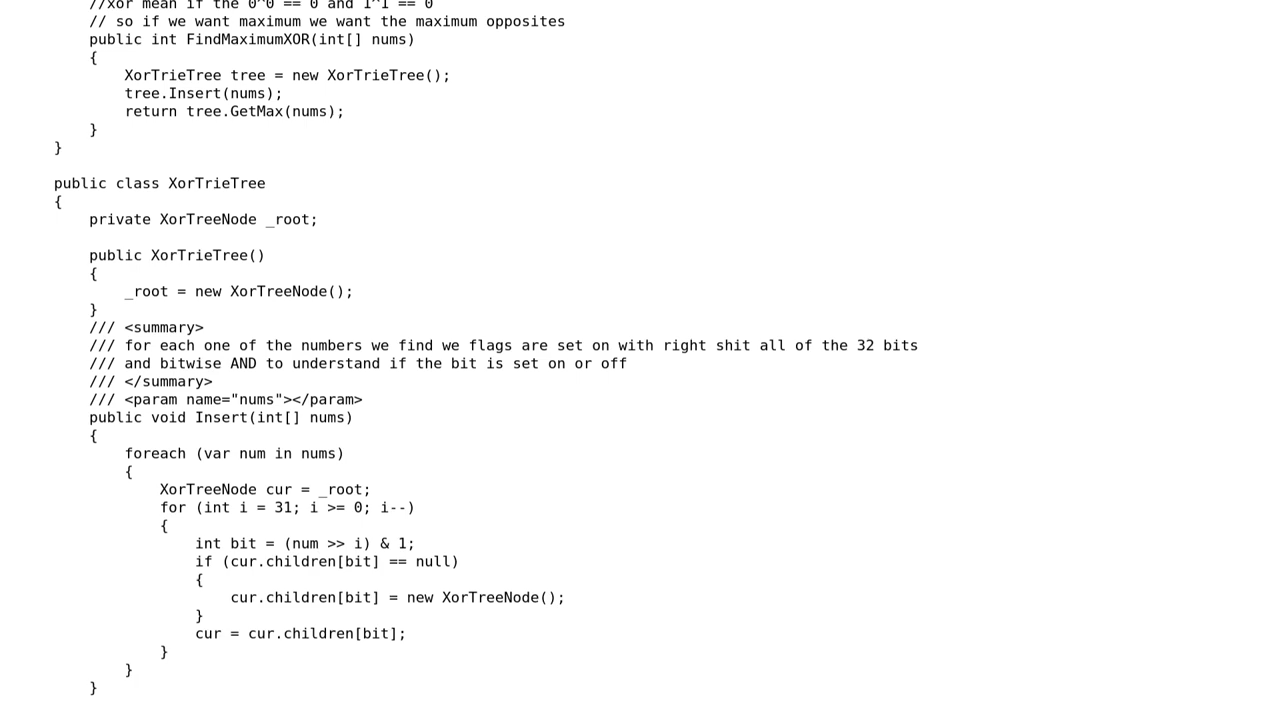 //xor mean if the 0^0 == 0 and 1^1 == 0
// so if we want maximum we want the maximum opposites
public int FindMaximumXOR(int[] nums)
{
XorTrieTree tree = new XorTrieTree();
tree.Insert(nums);
return tree.GetMax(nums);
}
}
public class XorTrieTree
{
private XorTreeNode _root;
public XorTrieTree()
{
_root = new XorTreeNode();
}
/// <summary>
/// for each one of the numbers we find we flags are set on with right shit all of the 32 bits
/// and bitwise AND to understand if the bit is set on or off
/// </summary>
/// <param name="nums"></param>
public void Insert(int[] nums)
{
foreach (var num in nums)
{
XorTreeNode cur = _root;
for (int i = 31; i >= 0; i--)
{
int bit = (num >> i) & 1;
if (cur.children[bit] == null)
{
cur.children[bit] = new XorTreeNode();
}
cur = cur.children[bit];
}
}
}